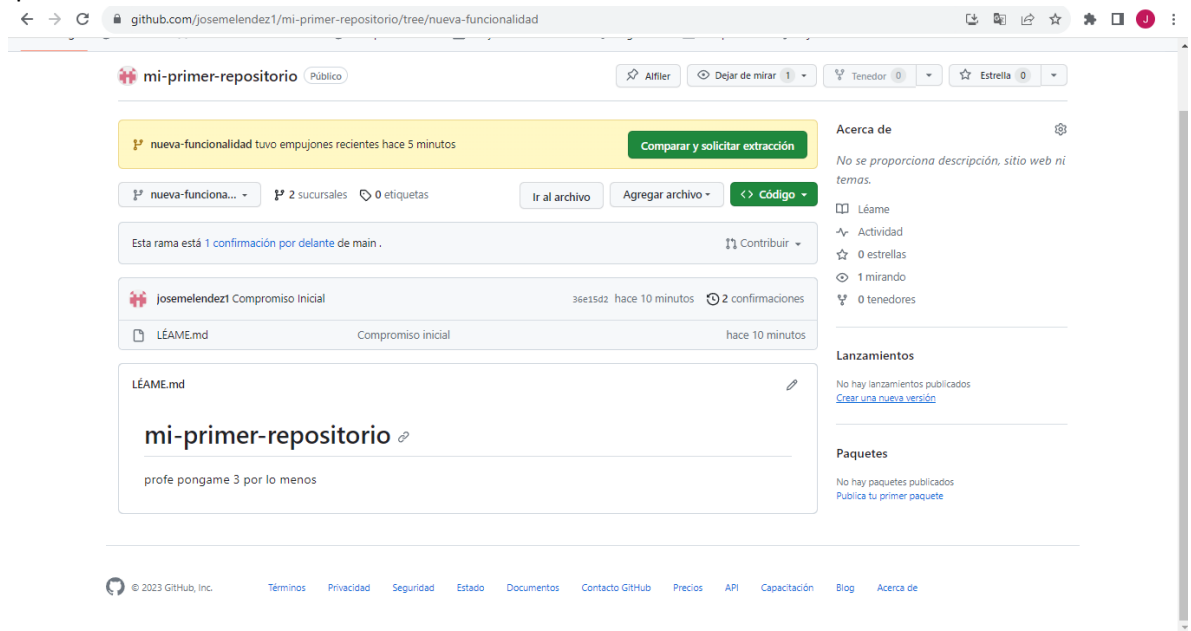 github.com/josemelendez1/mi-primer-repositorio/tree/nueva-funcionalidad
J
mi-primer-repositorio Público
Alfiler Dejar de mirar 1 Tenedor 0 Estrella 0
nueva-funcionalidad tuvo empujones recientes hace 5 minutos Comparar y solicitar extracción
nueva-funciona... 2 sucursales 0 etiquetas Ir al archivo Agregar archivo <> Código
Esta rama está 1 confirmación por delante de main . Contribuir
josemelendez1 Compromiso Inicial 36e15d2 hace 10 minutos 2 confirmaciones
LÉAME.md Compromiso inicial hace 10 minutos
LÉAME.md
mi-primer-repositorio
profe pongame 3 por lo menos
Acerca de
No se proporciona descripción, sitio web ni
temas.
Léame
Actividad
0 estrellas
1 mirando
0 tenedores
Lanzamientos
No hay lanzamientos publicados
Crear una nueva versión
Paquetes
No hay paquetes publicados
Publica tu primer paquete
© 2023 GitHub, Inc. Términos Privacidad Seguridad Estado Documentos Contacto GitHub Precios API Capacitación Blog Acerca de